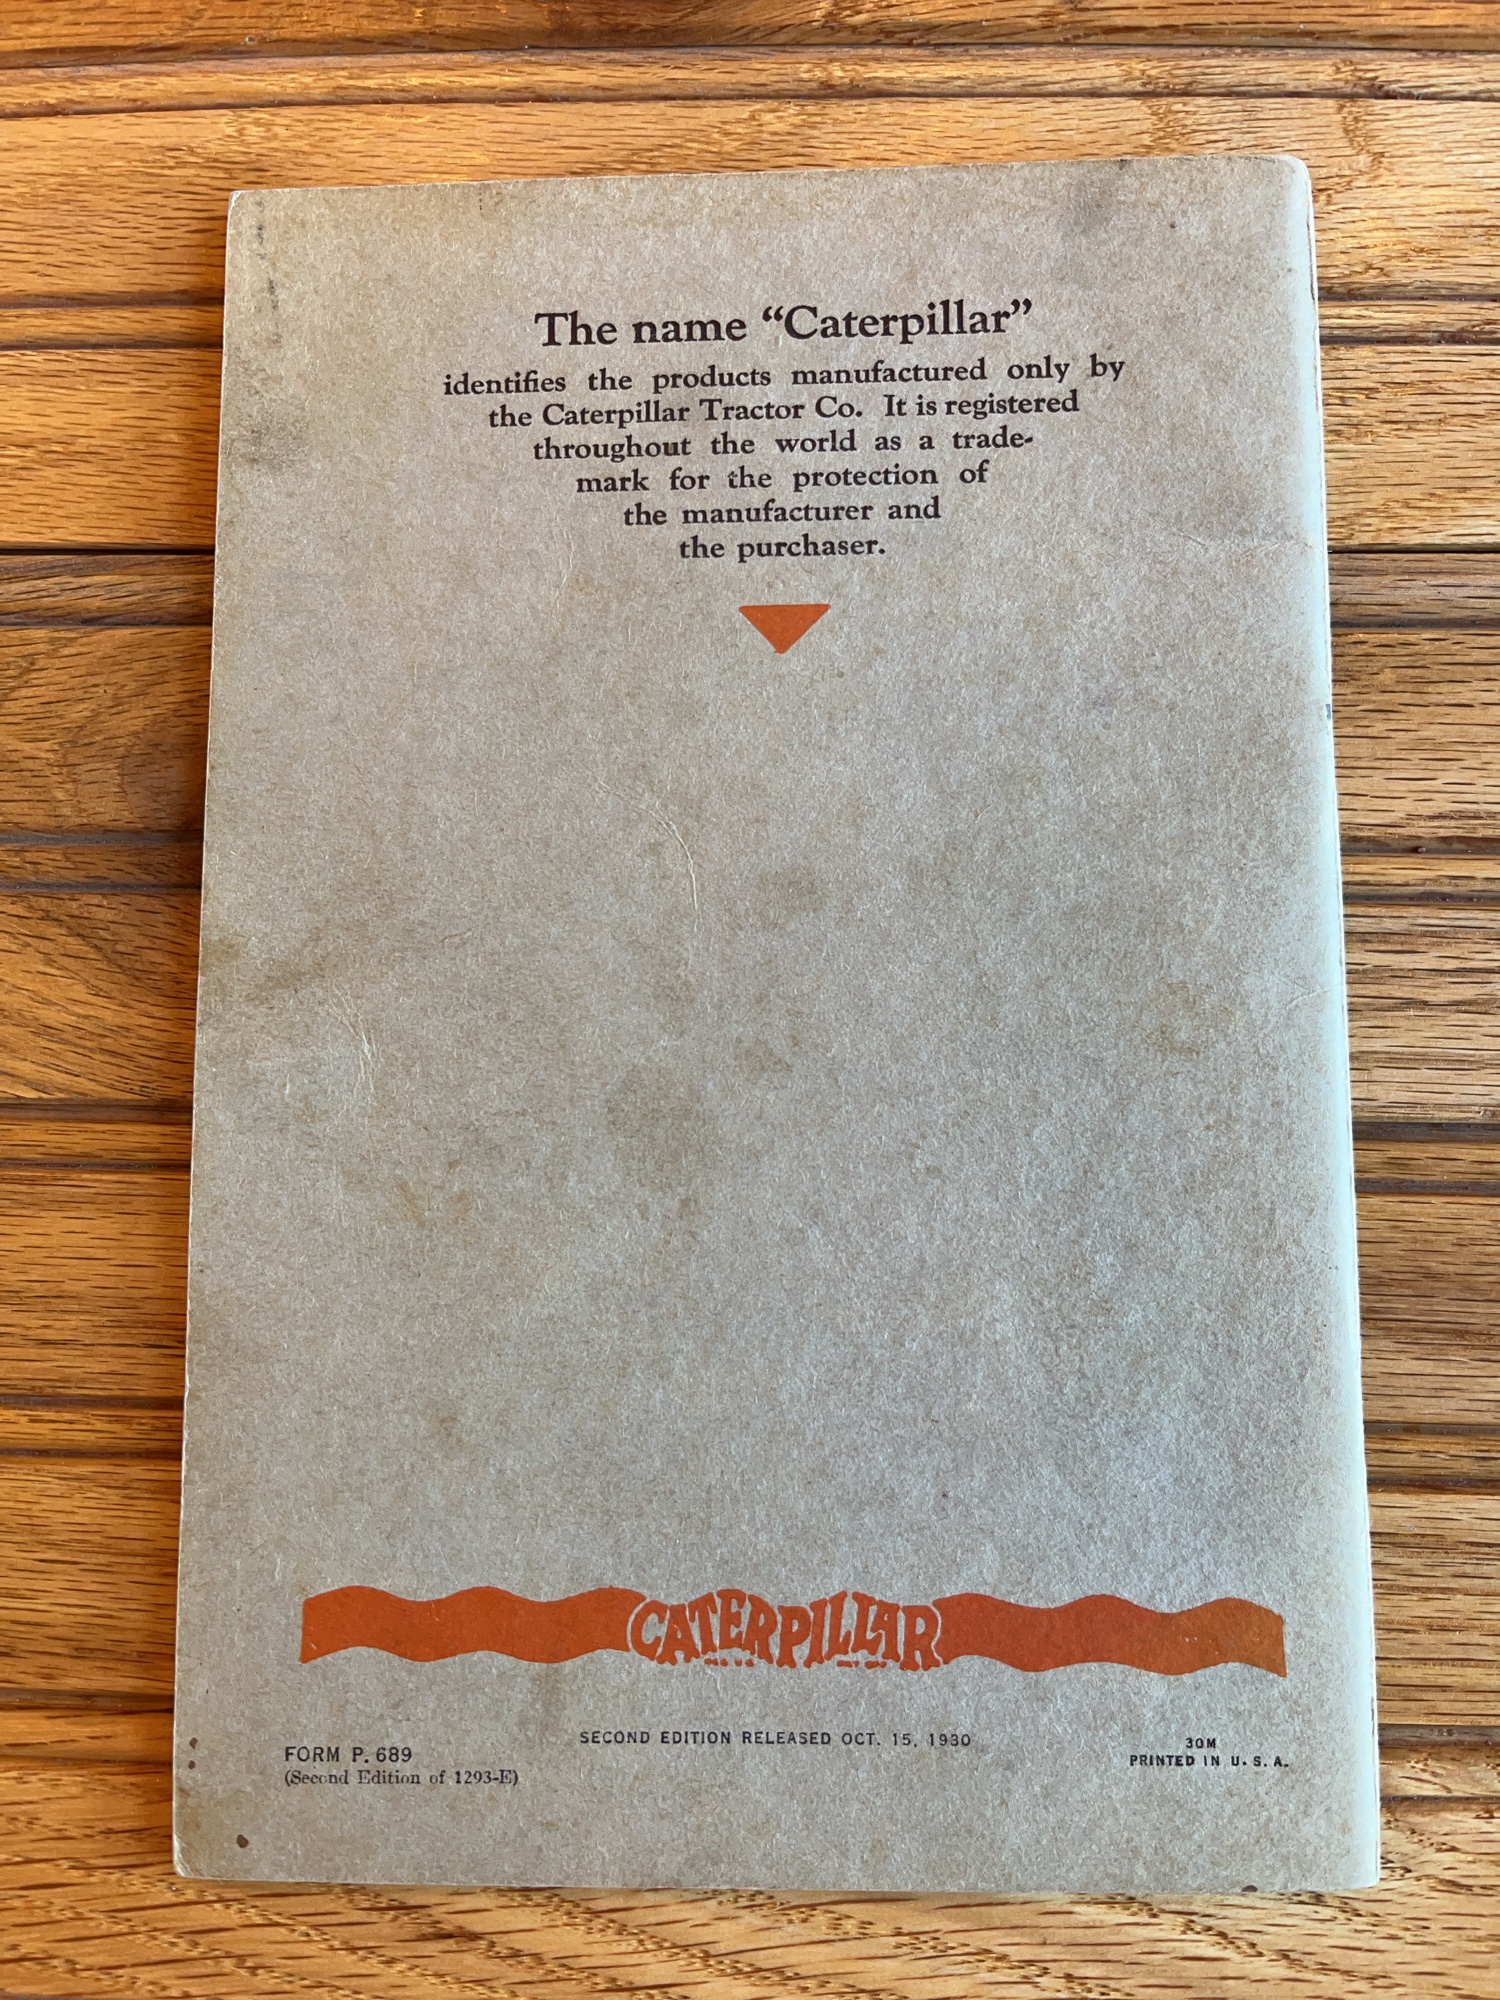 The name “Caterpillar”
identifies the products manufactured only by
the Caterpillar Tractor Co. It is registered
throughout the world as a trade-
mark for the protection of
the manufacturer and
the purchaser.
CATERPILLAR
SECOND EDITION RELEASED OCT. 15, 1930
FORM P. 689
(Second Edition of 1293-E)
30M
PRINTED IN U. S. A.